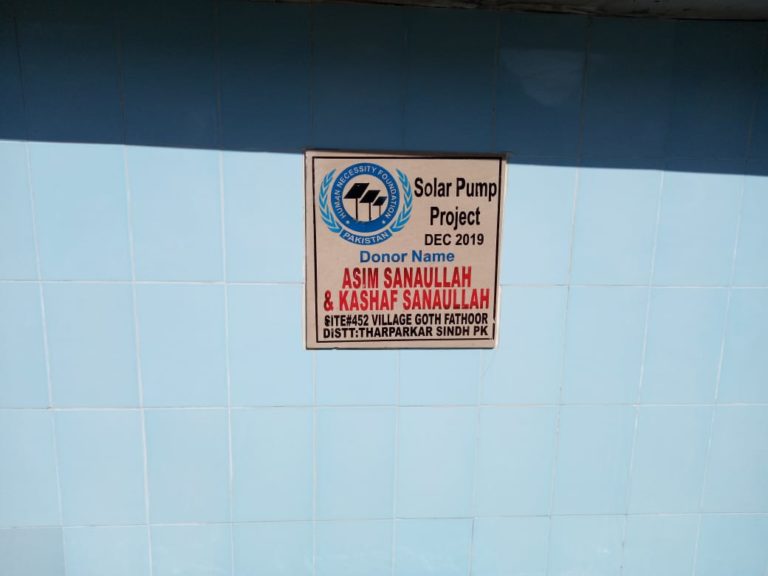 HUMAN NECESSITY FOUNDATION
PAKISTAN
Solar Pump
Project
DEC 2019
Donor Name
ASIM SANAULLAH
& KASHAF SANAULLAH
SITE#452 VILLAGE GOTH FATHOOR
DISTT:THARPARKAR SINDH PK